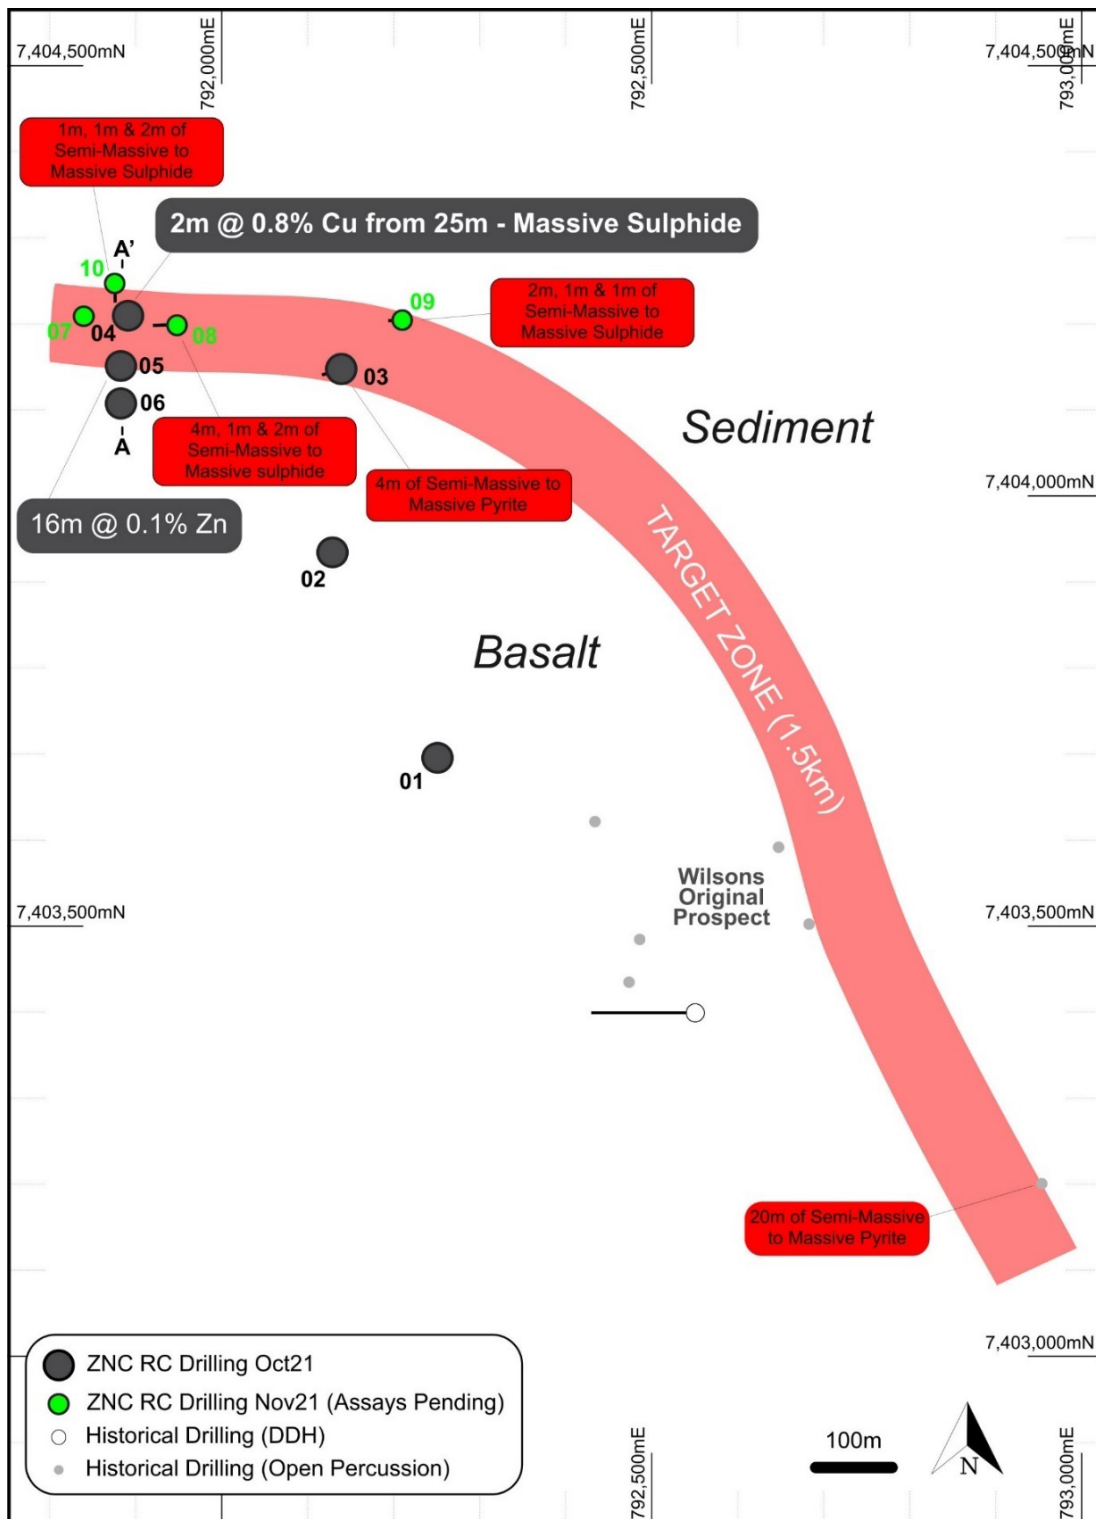 7,404,500mN
792,000mE
792,500mE
7,404,500mN
793,000mE
1m, 1m & 2m of
Semi-Massive to
Massive Sulphide
2m @ 0.8% Cu from 25m - Massive Sulphide
A'
10
09
2m, 1m & 1m of
Semi-Massive to
Massive Sulphide
07
04
08
05
03
06
A
Sediment
4m, 1m & 2m of
Semi-Massive to
Massive sulphide
4m of Semi-Massive to
Massive Pyrite
7,404,000mN
16m @ 0.1% Zn
TARGET ZONE (1.5km)
02
Basalt
01
Wilsons
Original
Prospect
7,403,500mN
7,403,500mN
20m of Semi-Massive
to Massive Pyrite
7,403,000mN
ZNC RC Drilling Oct21
ZNC RC Drilling Nov21 (Assays Pending)
Historical Drilling (DDH)
Historical Drilling (Open Percussion)
100m
N
792,500mE
793,000mE